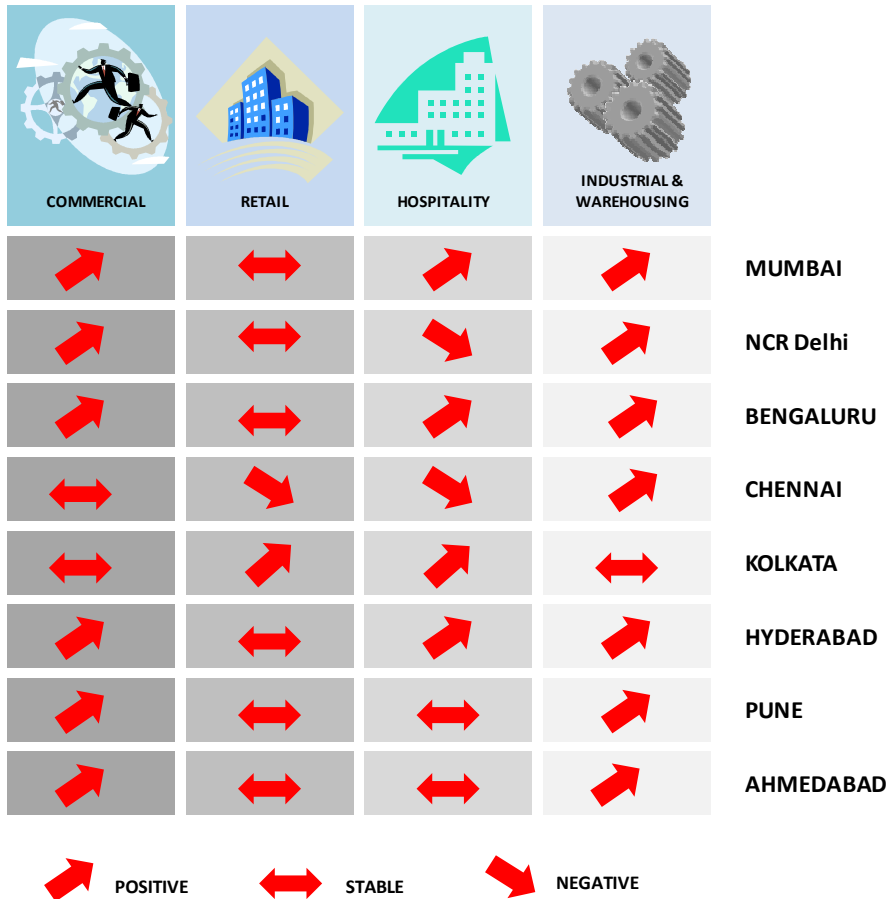 COMMERCIAL
RETAIL
HOSPITALITY
INDUSTRIAL &
WAREHOUSING
MUMBAI
NCR Delhi
BENGALURU
CHENNAI
KOLKATA
HYDERABAD
PUNE
AHMEDABAD
POSITIVE
STABLE
NEGATIVE